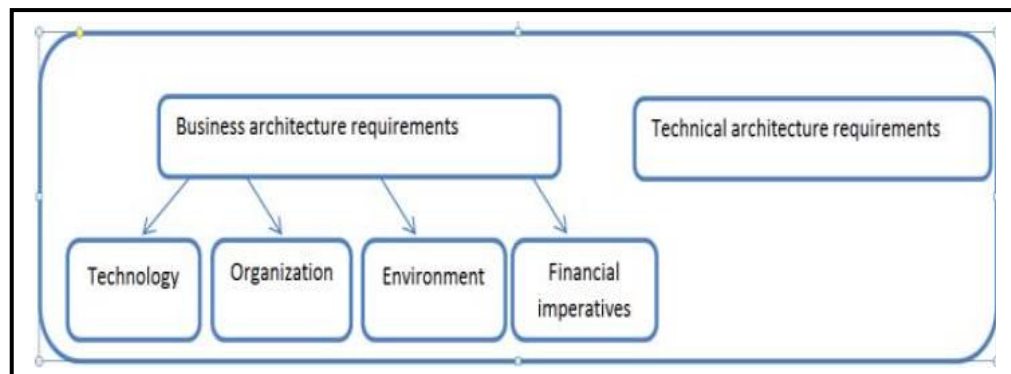 Business architecture requirements
Technical architecture requirements
Technology
Organization
Environment
Financial
imperatives